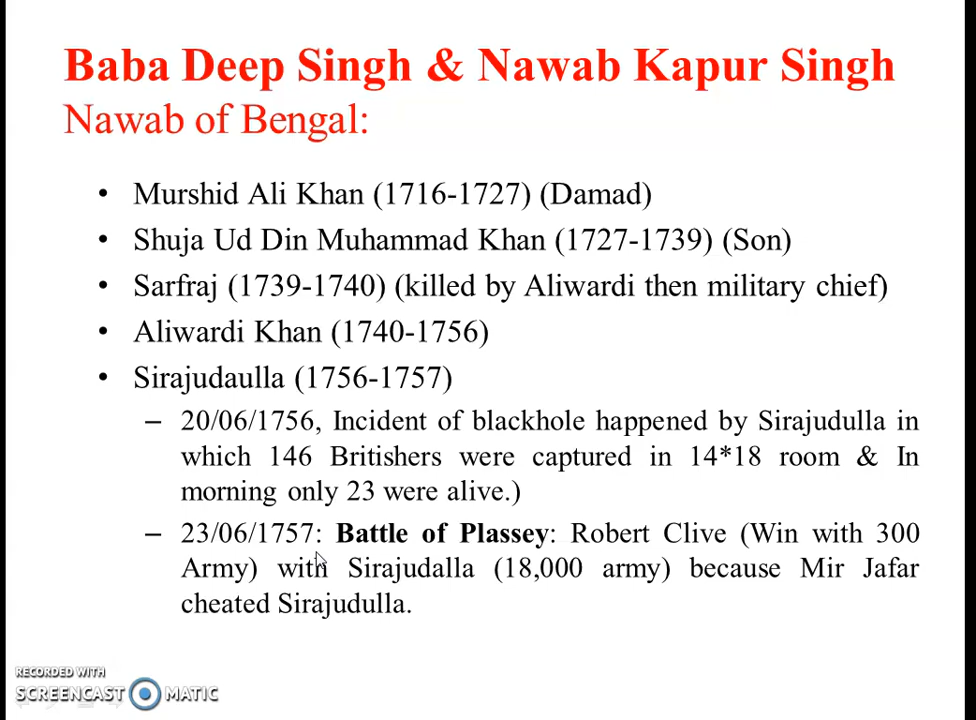 Baba Deep Singh & Nawab Kapur Singh
Nawab of Bengal:
• Murshid Ali Khan (1716-1727) (Damad)
• Shuja Ud Din Muhammad Khan (1727-1739) (Son)
• Sarfraj (1739-1740) (killed by Aliwardi then military chief)
• Aliwardi Khan (1740-1756)
• Sirajudaulla (1756-1757)
– 20/06/1756, Incident of blackhole happened by Sirajudulla in
which 146 Britishers were captured in 14*18 room & In
morning only 23 were alive.)
– 23/06/1757: Battle of Plassey: Robert Clive (Win with 300
Army) with Sirajudalla (18,000 army) because Mir Jafar
cheated Sirajudulla.
RECORDED WITH
SCREENCAST MATIC